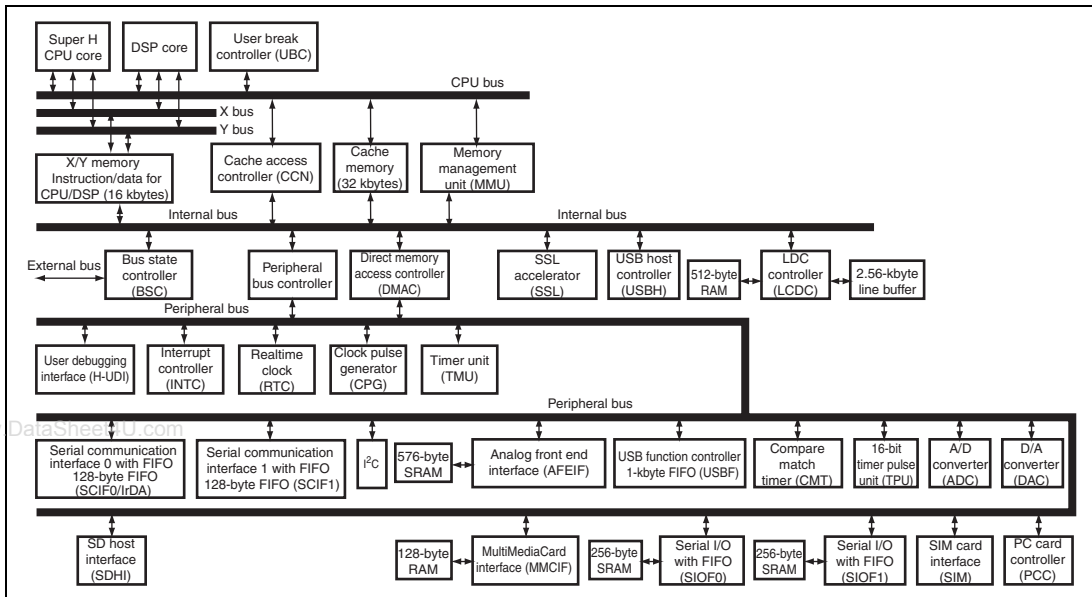 Super H
CPU core
DSP core
User break
controller (UBC)
CPU bus
X bus
Y bus
X/Y memory
Instruction/data for
CPU/DSP (16 kbytes)
Cache access
controller (CCN)
Cache
memory
(32 kbytes)
Memory
management
unit (MMU)
Internal bus
Internal bus
External bus
Bus state
controller
(BSC)
Peripheral
bus controller
Direct memory
access controller
(DMAC)
SSL
accelerator
(SSL)
USB host
controller
(USBH)
512-byte
RAM
LDC
controller
(LCDC)
2.56-kbyte
line buffer
Peripheral bus
User debugging
interface (H-UDI)
Interrupt
controller
(INTC)
Realtime
clock
(RTC)
Clock pulse
generator
(CPG)
Timer unit
(TMU)
Peripheral bus
DataSheet4U.com
Serial communication
interface 0 with FIFO
128-byte FIFO
(SCIF0/IrDA)
Serial communication
interface 1 with FIFO
128-byte FIFO (SCIF1)
I²C
576-byte
SRAM
Analog front end
interface (AFEIF)
USB function controller
1-kbyte FIFO (USBF)
Compare
match
timer (CMT)
16-bit
timer pulse
unit (TPU)
A/D
converter
(ADC)
D/A
converter
(DAC)
SD host
interface
(SDHI)
128-byte
RAM
MultiMediaCard
interface (MMCIF)
256-byte
SRAM
Serial I/O
with FIFO
(SIOF0)
256-byte
SRAM
Serial I/O
with FIFO
(SIOF1)
SIM card
interface
(SIM)
PC card
controller
(PCC)